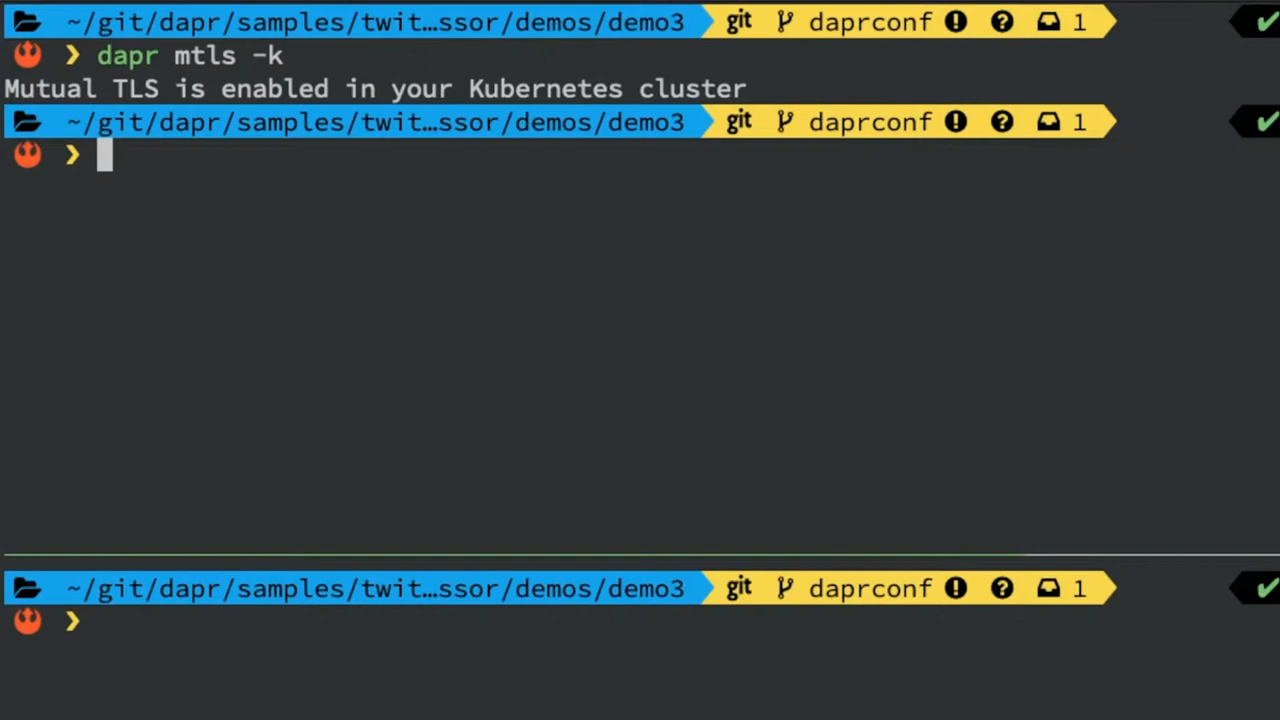 ~/git/dapr/samples/twit…ssor/demos/demo3 git daprconf ! ? 1 ✔
❯ dapr mtls -k
Mutual TLS is enabled in your Kubernetes cluster
~/git/dapr/samples/twit…ssor/demos/demo3 git daprconf ! ? 1 ✔
❯
~/git/dapr/samples/twit…ssor/demos/demo3 git daprconf ! ? 1 ✔
❯